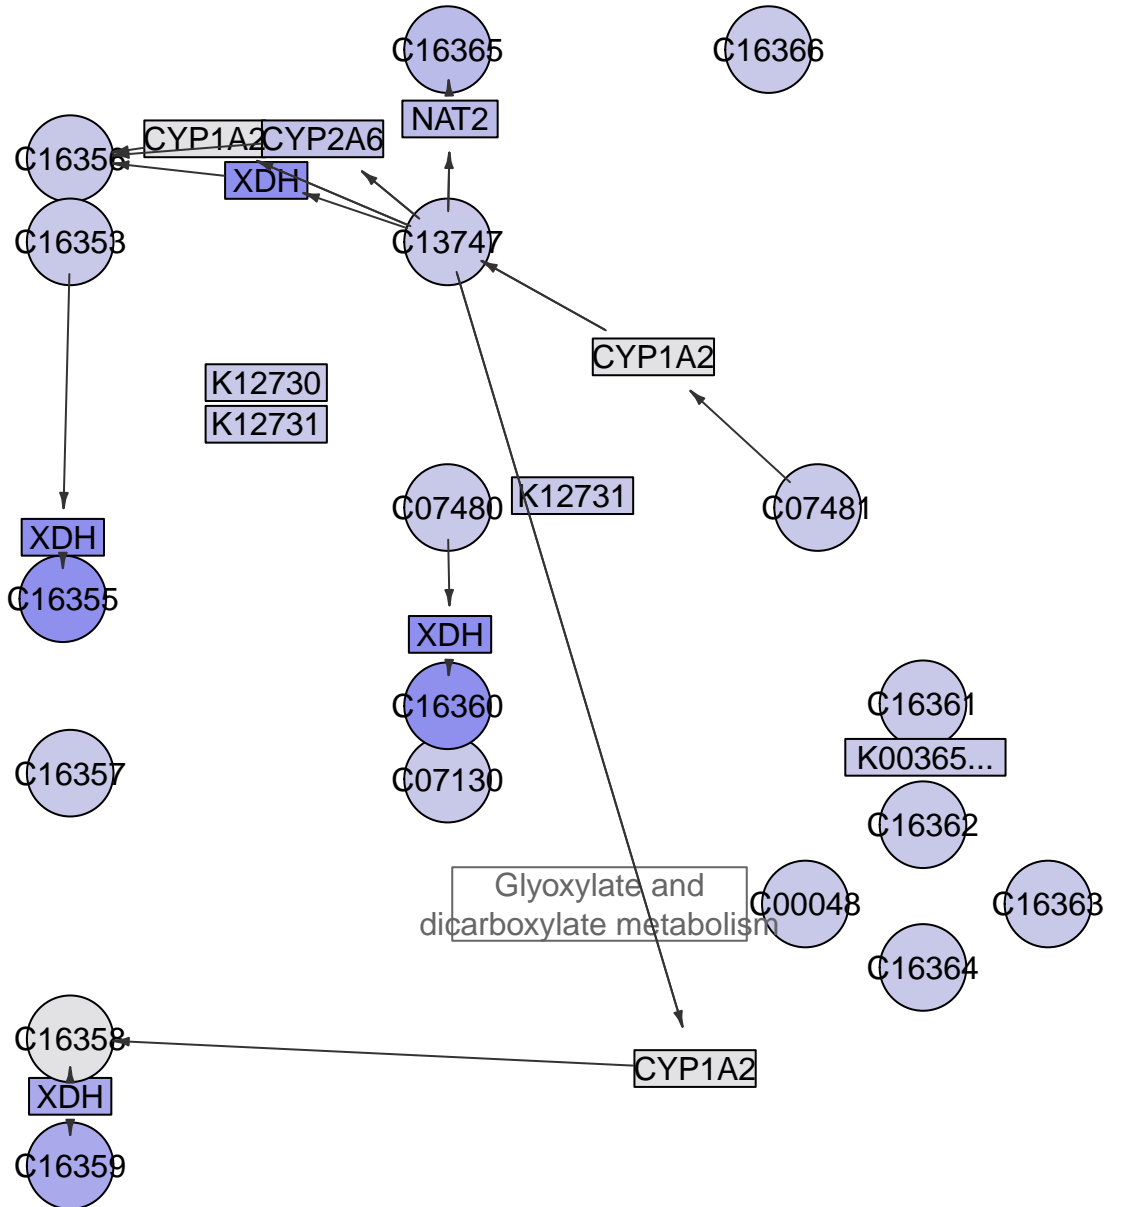 C16365
C16366
NAT2
CYP1A2
CYP2A6
C16356
XDH
C16353
C13747
CYP1A2
K12730
K12731
K12731
C07480
C07481
XDH
C16355
XDH
C16360
C16361
K00365...
C16357
C07130
C16362
Glyoxylate and
dicarboxylate metabolism
C00048
C16363
C16364
C16358
CYP1A2
XDH
C16359